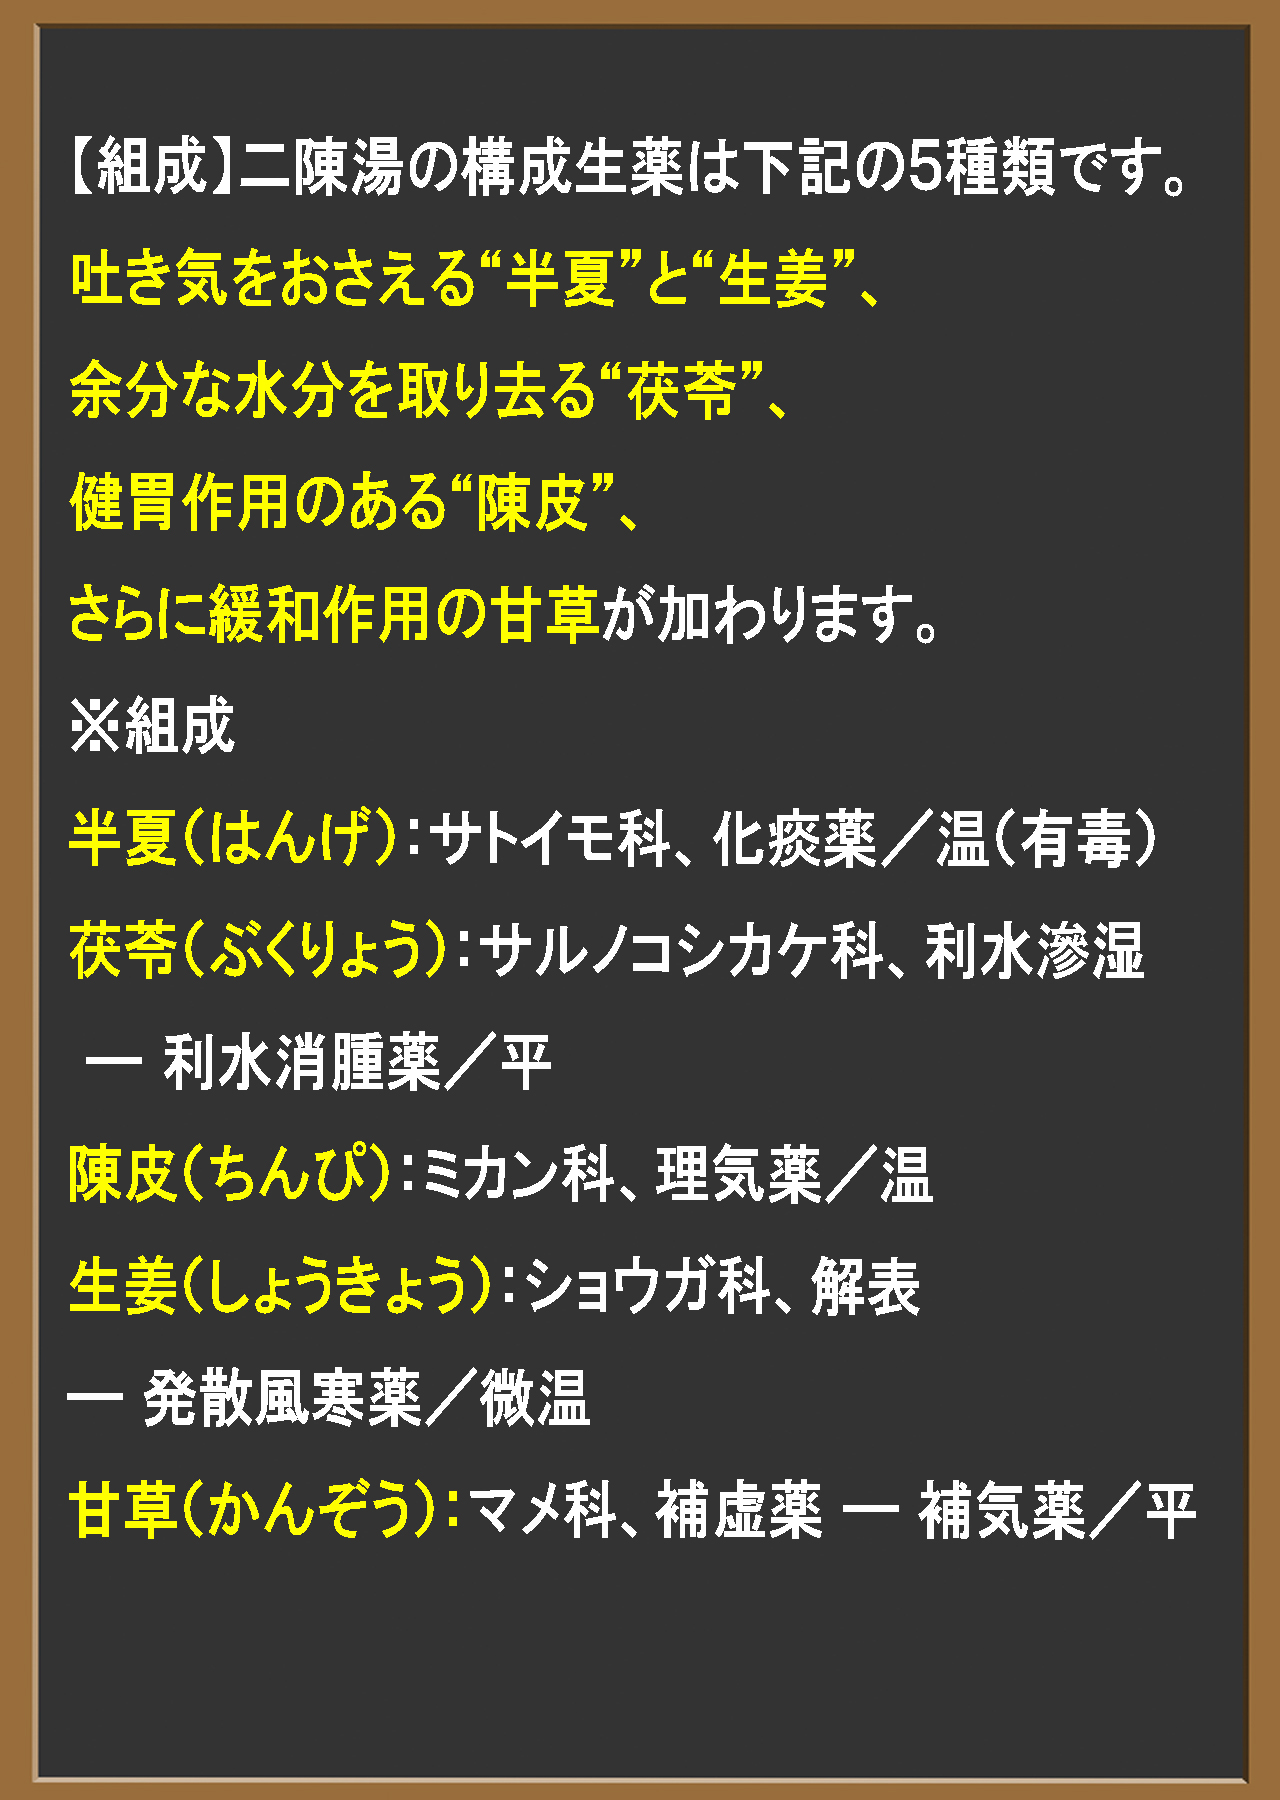 【組成】二陳湯の構成生薬は下記の5種類です。
吐き気をおさえる“半夏”と“生姜”、
余分な水分を取り去る“茯苓”、
健胃作用のある“陳皮”、
さらに緩和作用の甘草が加わります。
※組成
半夏（はんげ）：サトイモ科、化痰薬／温（有毒）
茯苓（ぶくりょう）：サルノコシカケ科、利水滲湿
― 利水消腫薬／平
陳皮（ちんぴ）：ミカン科、理気薬／温
生姜（しょうきょう）：ショウガ科、解表
― 発散風寒薬／微温
甘草（かんぞう）：マメ科、補虚薬 ― 補気薬／平